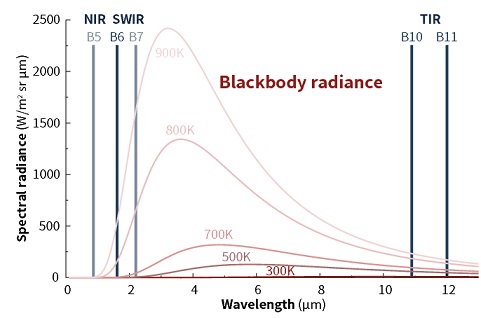 NIR SWIR TIR
B5 B6 B7 B10 B11
2500
2000
1500
1000
500
0
Spectral radiance (W/m² sr µm)
900K
Blackbody radiance
800K
700K
500K
300K
0 2 4 6 8 10 12
Wavelength (µm)